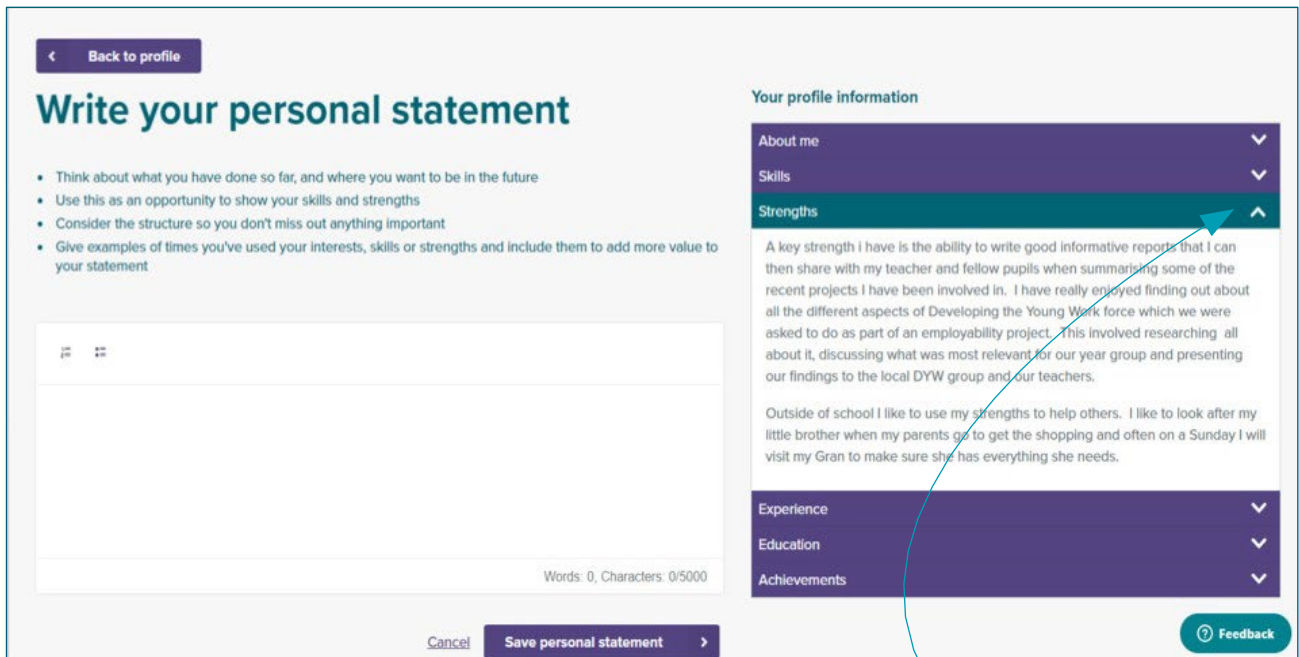 Back to profile
Write your personal statement
• Think about what you have done so far, and where you want to be in the future
• Use this as an opportunity to show your skills and strengths
• Consider the structure so you don't miss out anything important
• Give examples of times you've used your interests, skills or strengths and include them to add more value to
your statement
Words: 0, Characters: 0/5000
Cancel
Save personal statement
Your profile information
About me
Skills
Strengths
A key strength i have is the ability to write good informative reports that I can
then share with my teacher and fellow pupils when summarising some of the
recent projects I have been involved in. I have really enjoyed finding out about
all the different aspects of Developing the Young Work force which we were
asked to do as part of an employability project. This involved researching all
about it, discussing what was most relevant for our year group and presenting
our findings to the local DYW group and our teachers.
Outside of school I like to use my strengths to help others. I like to look after my
little brother when my parents go to get the shopping and often on a Sunday I will
visit my Gran to make sure she has everything she needs.
Experience
Education
Achievements
Feedback